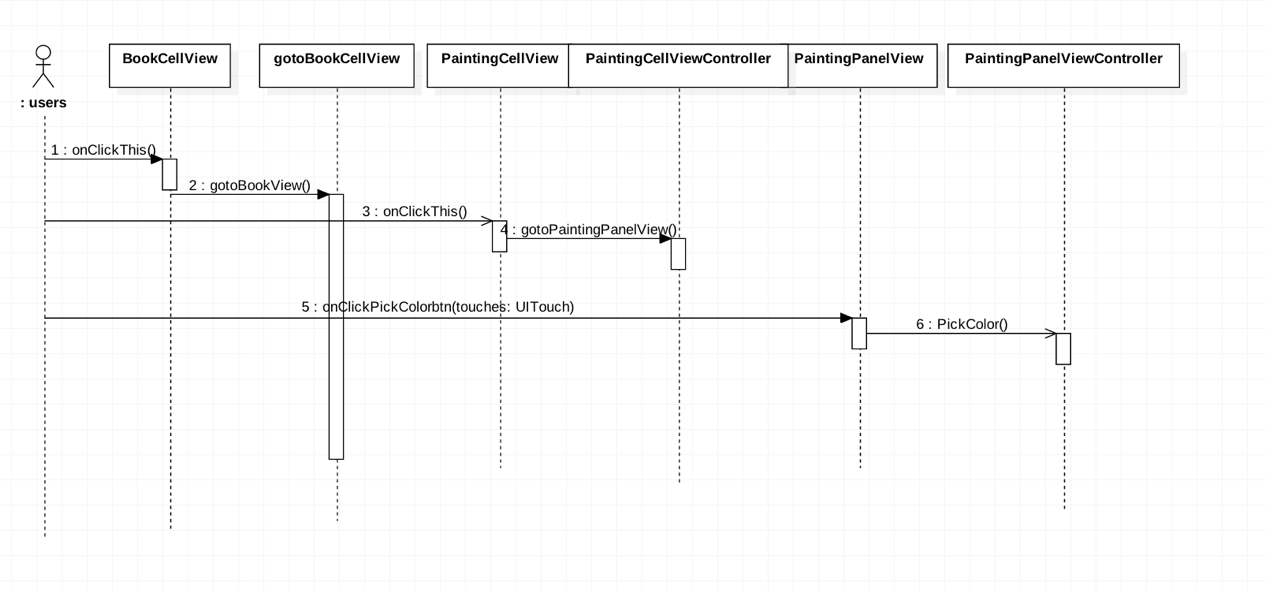 BookCellView
gotoBookCellView
PaintingCellView
PaintingCellViewController
PaintingPanelView
PaintingPanelViewController
: users
1 : onClickThis()
2 : gotoBookView()
3 : onClickThis()
4 : gotoPaintingPanelView()
5 : onClickPickColorbtn(touches: UITouch)
6 : PickColor()